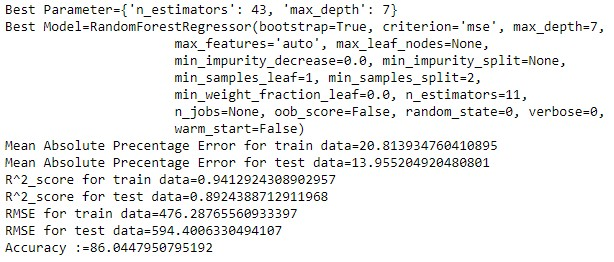 Best Parameter={'n_estimators': 43, 'max_depth': 7}
Best Model=RandomForestRegressor(bootstrap=True, criterion='mse', max_depth=7,
max_features='auto', max_leaf_nodes=None,
min_impurity_decrease=0.0, min_impurity_split=None,
min_samples_leaf=1, min_samples_split=2,
min_weight_fraction_leaf=0.0, n_estimators=11,
n_jobs=None, oob_score=False, random_state=0, verbose=0,
warm_start=False)
Mean Absolute Precentage Error for train data=20.813934760410895
Mean Absolute Precentage Error for test data=13.955204920480801
R^2_score for train data=0.9412924308902957
R^2_score for test data=0.8924388712911968
RMSE for train data=476.28765560933397
RMSE for test data=594.4006330494107
Accuracy :=86.0447950795192